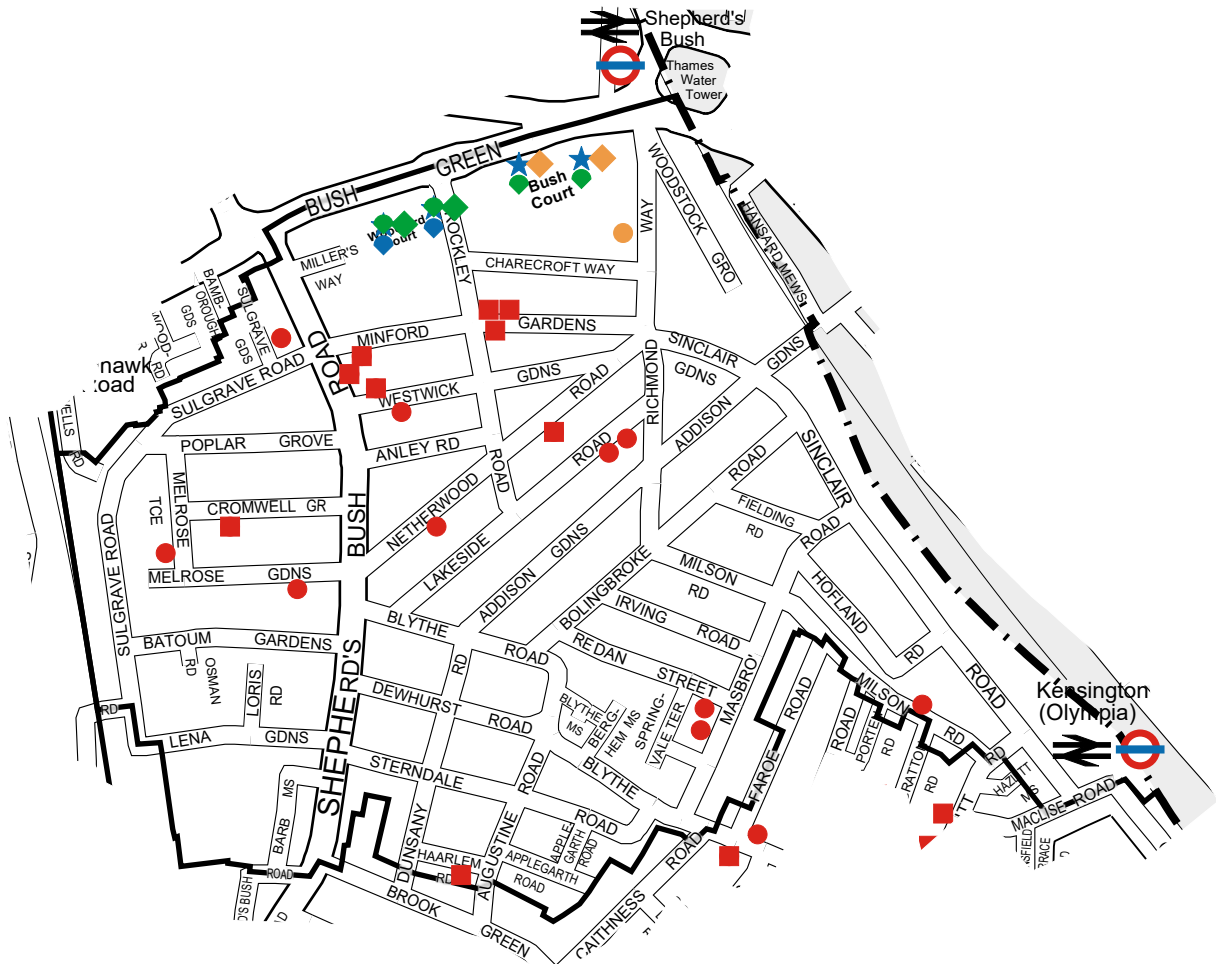 Shepherd's
Bush
Thames
Water
Tower
GREEN
BUSH
Bush
Court
WOODSTOCK
GRO
WAY
HANSARD MEWS
ROCKLEY
ROAD
MILLER'S
WAY
CHARECROFT WAY
BAMB-
OROUGH
GDS
SULGRAVE
GDS
RD
GARDENS
MINFORD
ROAD
SINCLAIR
GDNS
GDNS
RICHMOND
SULGRAVE ROAD
WESTWICK
GDNS
ROAD
ADDISON
POPLAR GROVE
ANLEY RD
ROAD
SINCLAIR
ROAD
RD
MELROSE
TCE
CROMWELL GR
NETHERWOOD
ROAD
FIELDING
RD
ROAD
BUSH
LAKESIDE
GDNS
ADDISON
BOLINGBROKE
MILSON
RD
HOFLAND
RD
SULGRAVE ROAD
MELROSE GDNS
IRVING
ROAD
BLYTHE
ROAD
REDAN
STREET
BATOUM GARDENS
RD
OSMAN
LORIS
RD
RD
SHEPHERD'S
DEWHURST
ROAD
BLYTHE
MS
BERG-
HEM MS
SPRING-
VALE TER
MASBRO'
ROAD
FAROE
MILSON
RD
ROAD
RD
RD
ROAD
Kensington
(Olympia)
RD
LENA GDNS
STERNDALE
ROAD
BLYTHE
ROAD
MS
MACLISE ROAD
BARB
MS
DUNSANY
AUGUSTINE
ROAD
HAARLEM
RD
APPLE
GARTH
ROAD
APPLEGARTH
ROAD
ROAD
BROOK
GREEN
CAITHNESS
ROAD